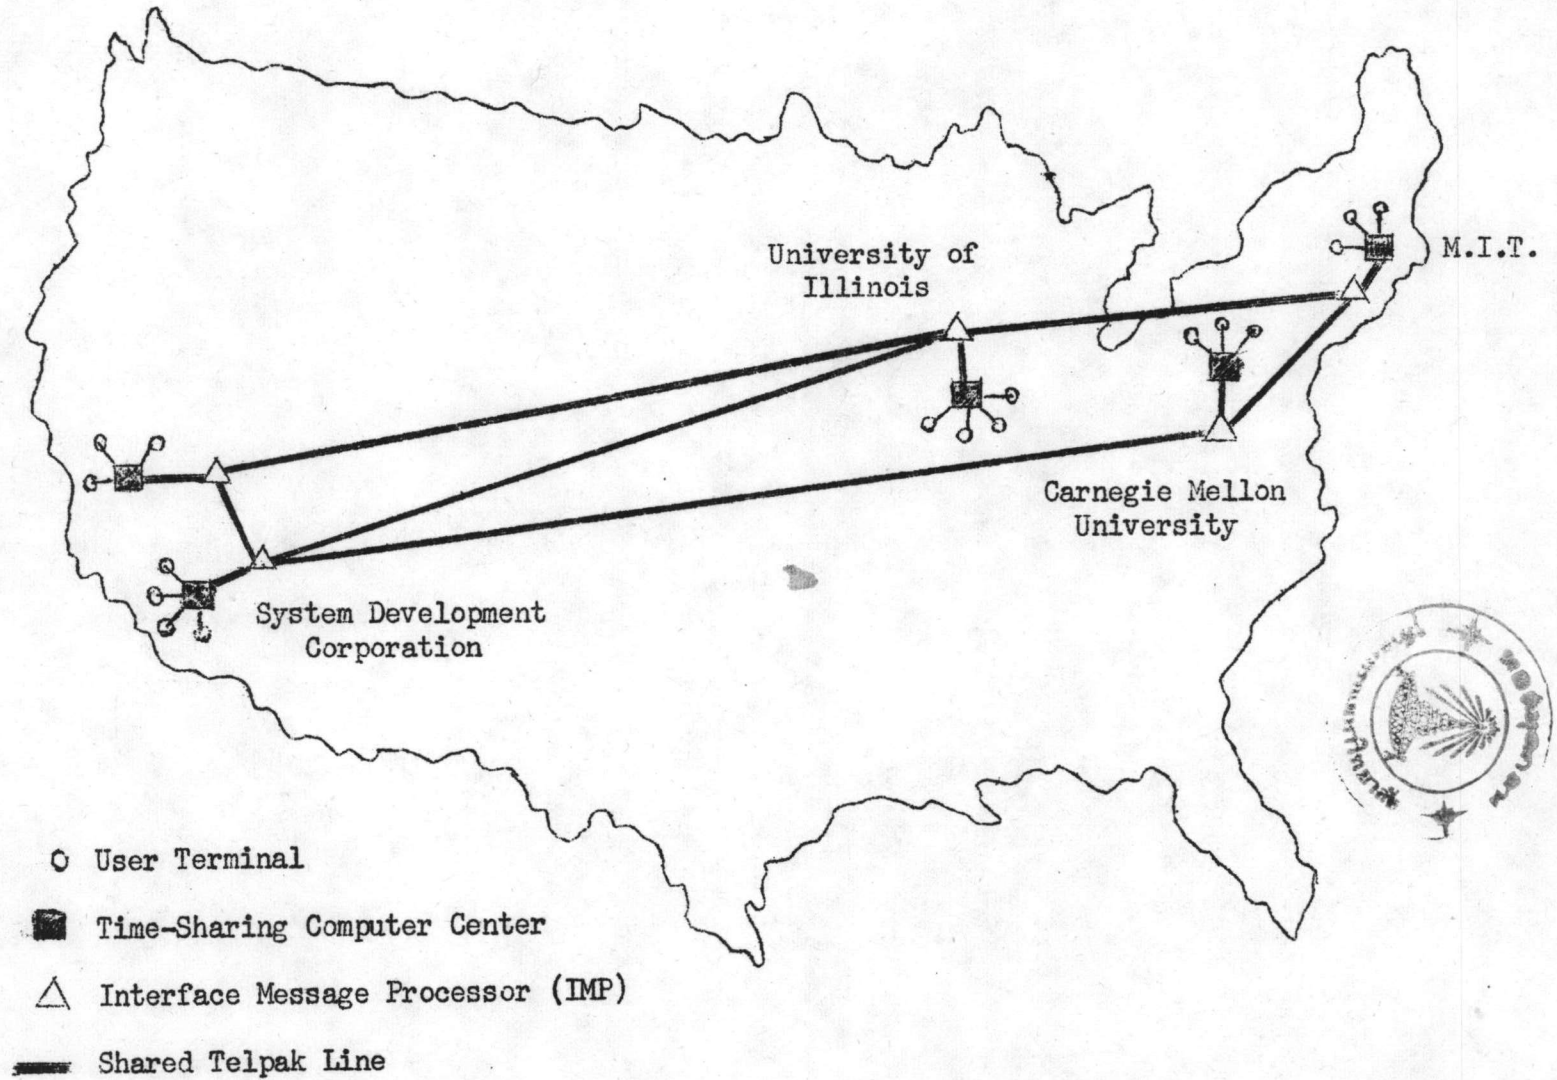 University of
Illinois
M.I.T.
Carnegie Mellon
University
System Development
Corporation
User Terminal
Time-Sharing Computer Center
Interface Message Processor (IMP)
Shared Telpak Line